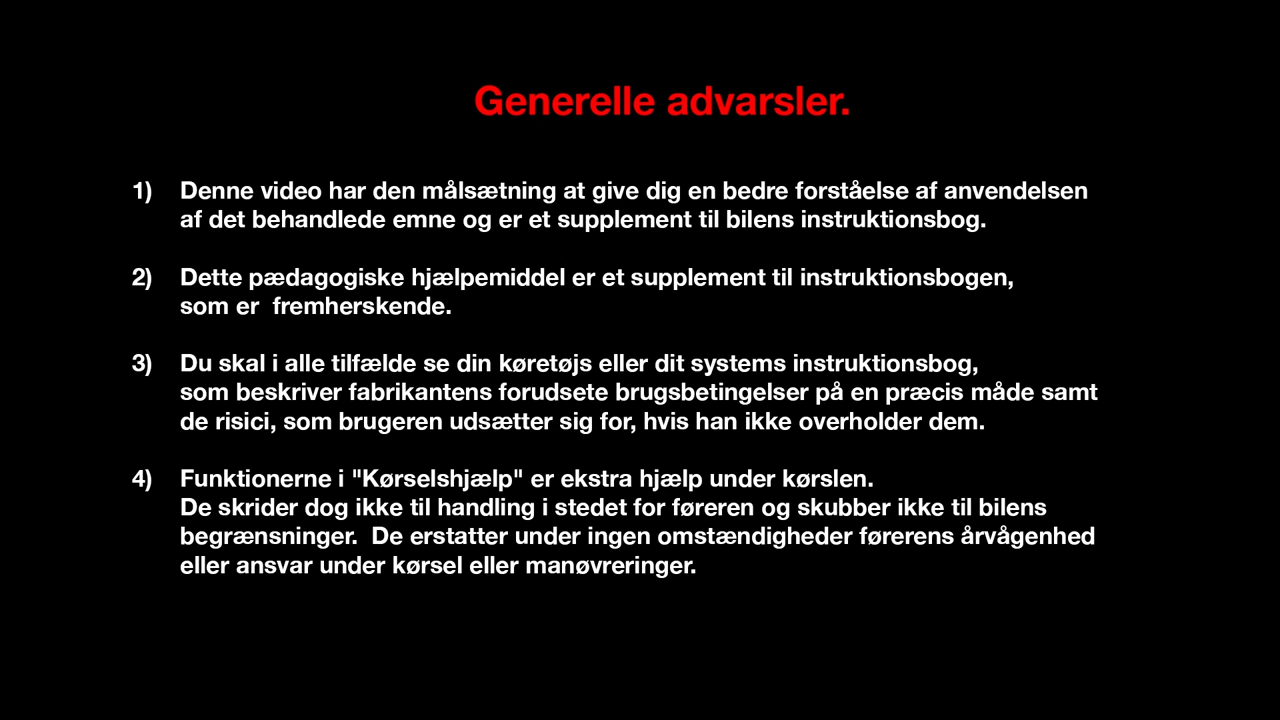 Generelle advarsler.
1) Denne video har den målsætning at give dig en bedre forståelse af anvendelsen
af det behandlede emne og er et supplement til bilens instruktionsbog.
2) Dette pædagogiske hjælpemiddel er et supplement til instruktionsbogen,
som er  fremherskende.
3) Du skal i alle tilfælde se din køretøjs eller dit systems instruktionsbog,
som beskriver fabrikantens forudsete brugsbetingelser på en præcis måde samt
de risici, som brugeren udsætter sig for, hvis han ikke overholder dem.
4) Funktionerne i "Kørselshjælp" er ekstra hjælp under kørslen.
De skrider dog ikke til handling i stedet for føreren og skubber ikke til bilens
begrænsninger.  De erstatter under ingen omstændigheder førerens årvågenhed
eller ansvar under kørsel eller manøvreringer.